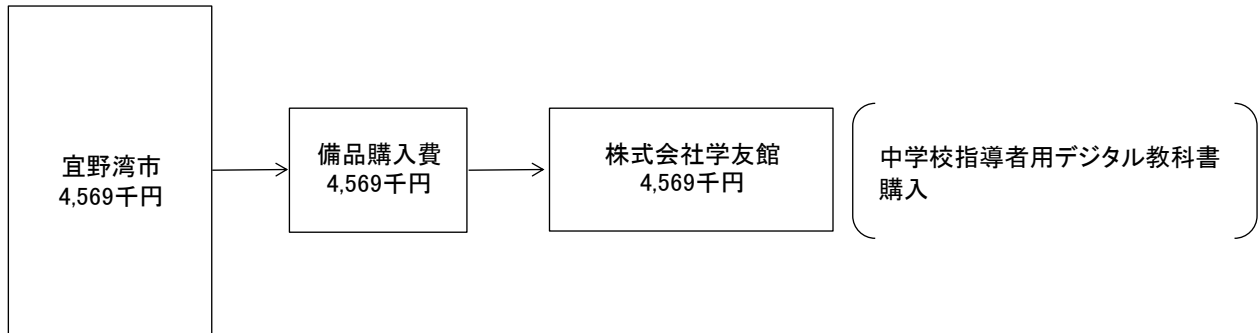 宜野湾市
4,569千円
備品購入費
4,569千円
株式会社学友館
4,569千円
中学校指導者用デジタル教科書
購入